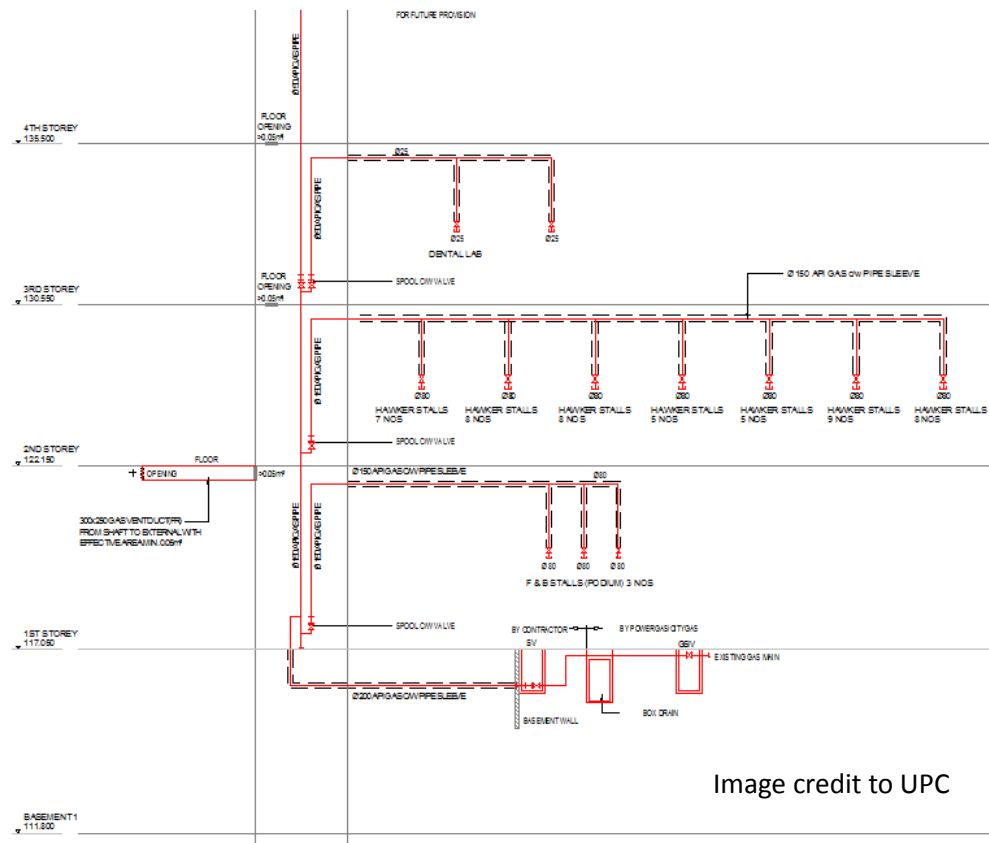 FOR FUTURE PROVISION
FLOOR
OPENING
>0.05m²
4TH STOREY
135.500
Ø25
Ø25
Ø25
DENTAL LAB
FLOOR
OPENING
>0.05m²
SPOOL C/W VALVE
Ø 150 API GAS c/w PIPE SLEEVE
3RD STOREY
130.550
Ø80
Ø80
Ø80
Ø80
Ø80
Ø80
HAWKER STALLS
7 NOS
HAWKER STALLS
8 NOS
HAWKER STALLS
HAWKER STALLS
5 NOS
HAWKER STALLS
5 NOS
HAWKER STALLS
9 NOS
HAWKER STALLS
8 NOS
SPOOL C/W VALVE
2ND STOREY
122.150
FLOOR
OPENING
>0.05m²
Ø150 API GAS C/W PIPE SLEEVE
Ø80
300x250 GAS VENT DUCT(FR)
FROM SHAFT TO EXTERNAL WITH
EFFECTIVE AREA MIN. 0.05m²
Ø80
Ø80
Ø80
F & B STALLS (PODIUM) 3 NOS
SPOOL C/W VALVE
1ST STOREY
117.050
BY CONTRACTOR
BY POWERGAS/CITYGAS
SV
GSIV
EXISTING GAS MAIN
Ø200 API GAS C/W PIPE SLEEVE
BASEMENT WALL
BOX DRAIN
Image credit to UPC
BASEMENT 1
111.800